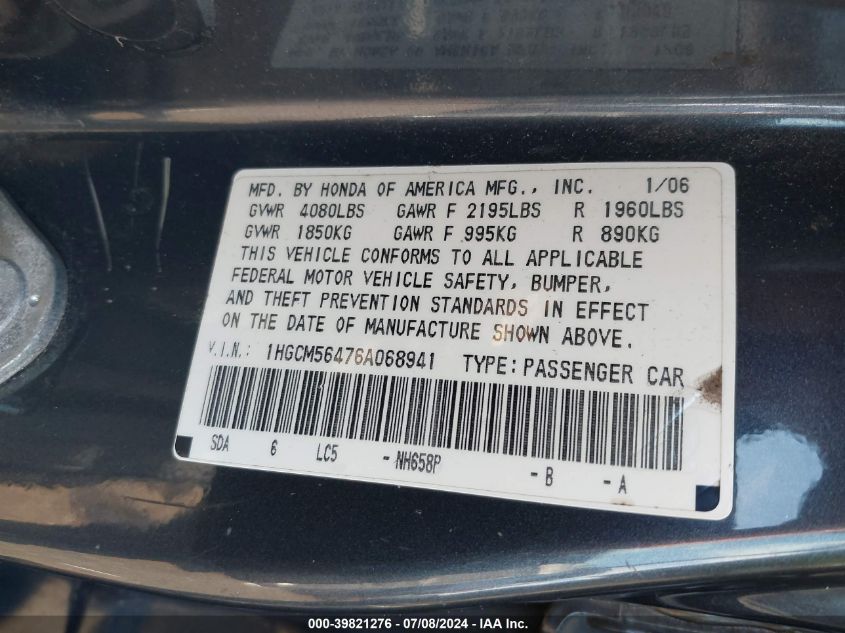 MFD. BY HONDA OF AMERICA MFG., INC. 1/06
GVWR 4080LBS GAWR F 2195LBS R 1960LBS
GVWR 1850KG GAWR F 995KG R 890KG
THIS VEHICLE CONFORMS TO ALL APPLICABLE
FEDERAL MOTOR VEHICLE SAFETY, BUMPER,
AND THEFT PREVENTION STANDARDS IN EFFECT
ON THE DATE OF MANUFACTURE SHOWN ABOVE.
V.I.N.: 1HGCM56476A068941 TYPE:PASSENGER CAR
SDA 6 LC5 -NH658P -B -A
000-39821276 - 07/08/2024 - IAA Inc.